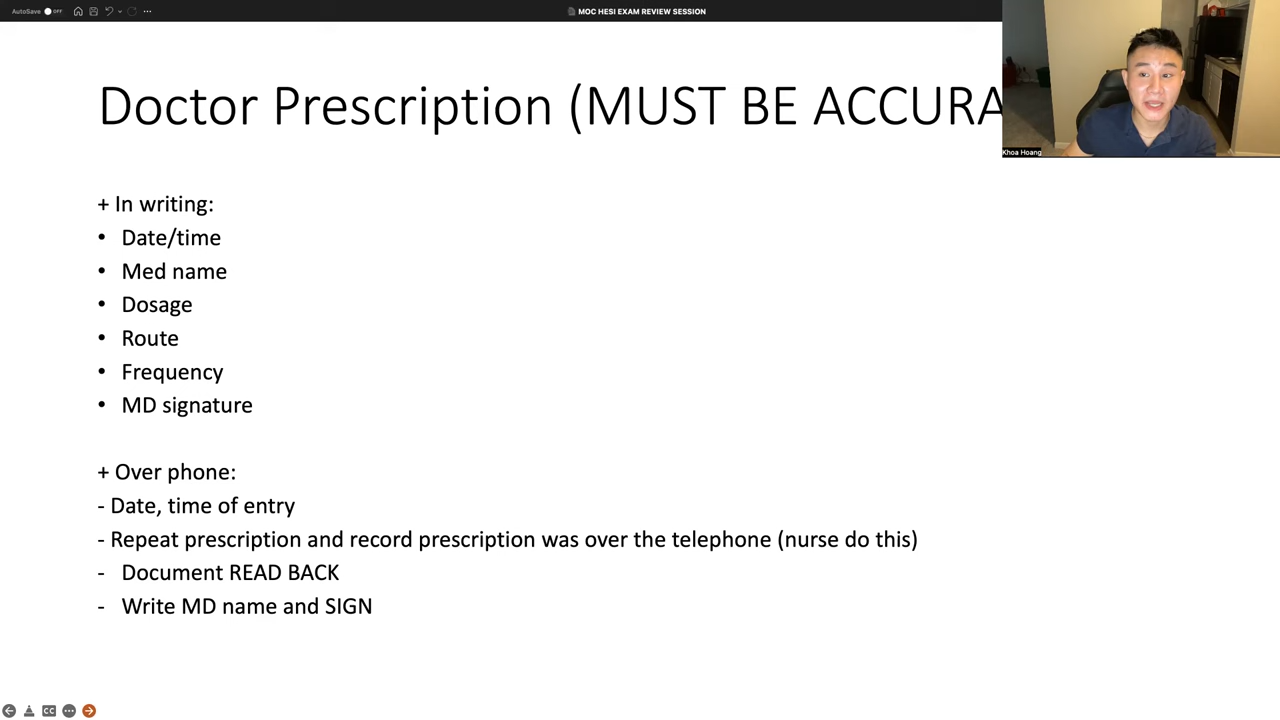 AutoSave OFF
MOC HESI EXAM REVIEW SESSION
Doctor Prescription (MUST BE ACCURA
Khoa Hoang
+ In writing:
• Date/time
• Med name
• Dosage
• Route
• Frequency
• MD signature
+ Over phone:
- Date, time of entry
- Repeat prescription and record prescription was over the telephone (nurse do this)
- Document READ BACK
- Write MD name and SIGN
CC